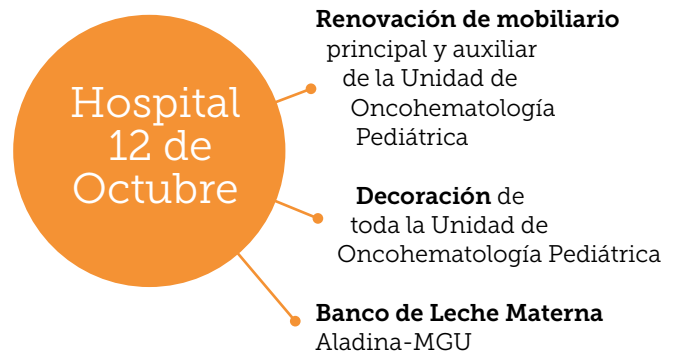 Hospital
12 de
Octubre
Renovación de mobiliario
principal y auxiliar
de la Unidad de
Oncohematología
Pediátrica
Decoración de
toda la Unidad de
Oncohematología Pediátrica
Banco de Leche Materna
Aladina-MGU